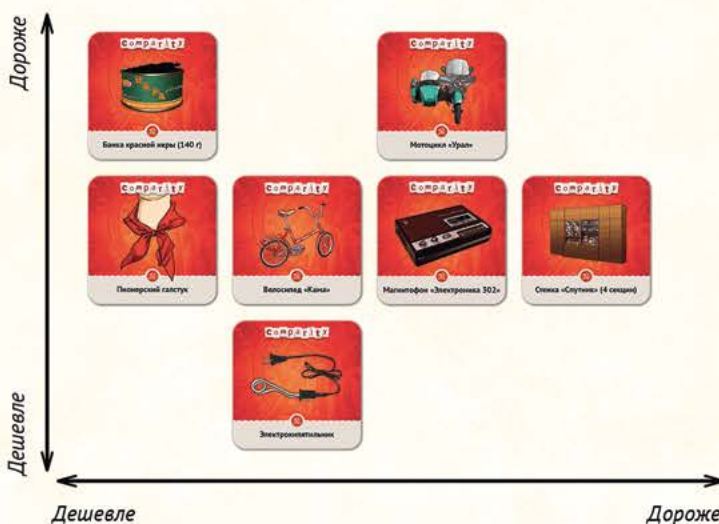 Дороже
Comparity
Банка красной икры (140 г)
Comparity
Мотоцикл «Урал»
Comparity
Пионерский галстук
Comparity
Велосипед «Кама»
Comparity
Магнитофон «Электроника 302»
Comparity
Стенка «Спутник» (4 секции)
Comparity
Электрокипятильник
Дешевле
Дешевле
Дороже